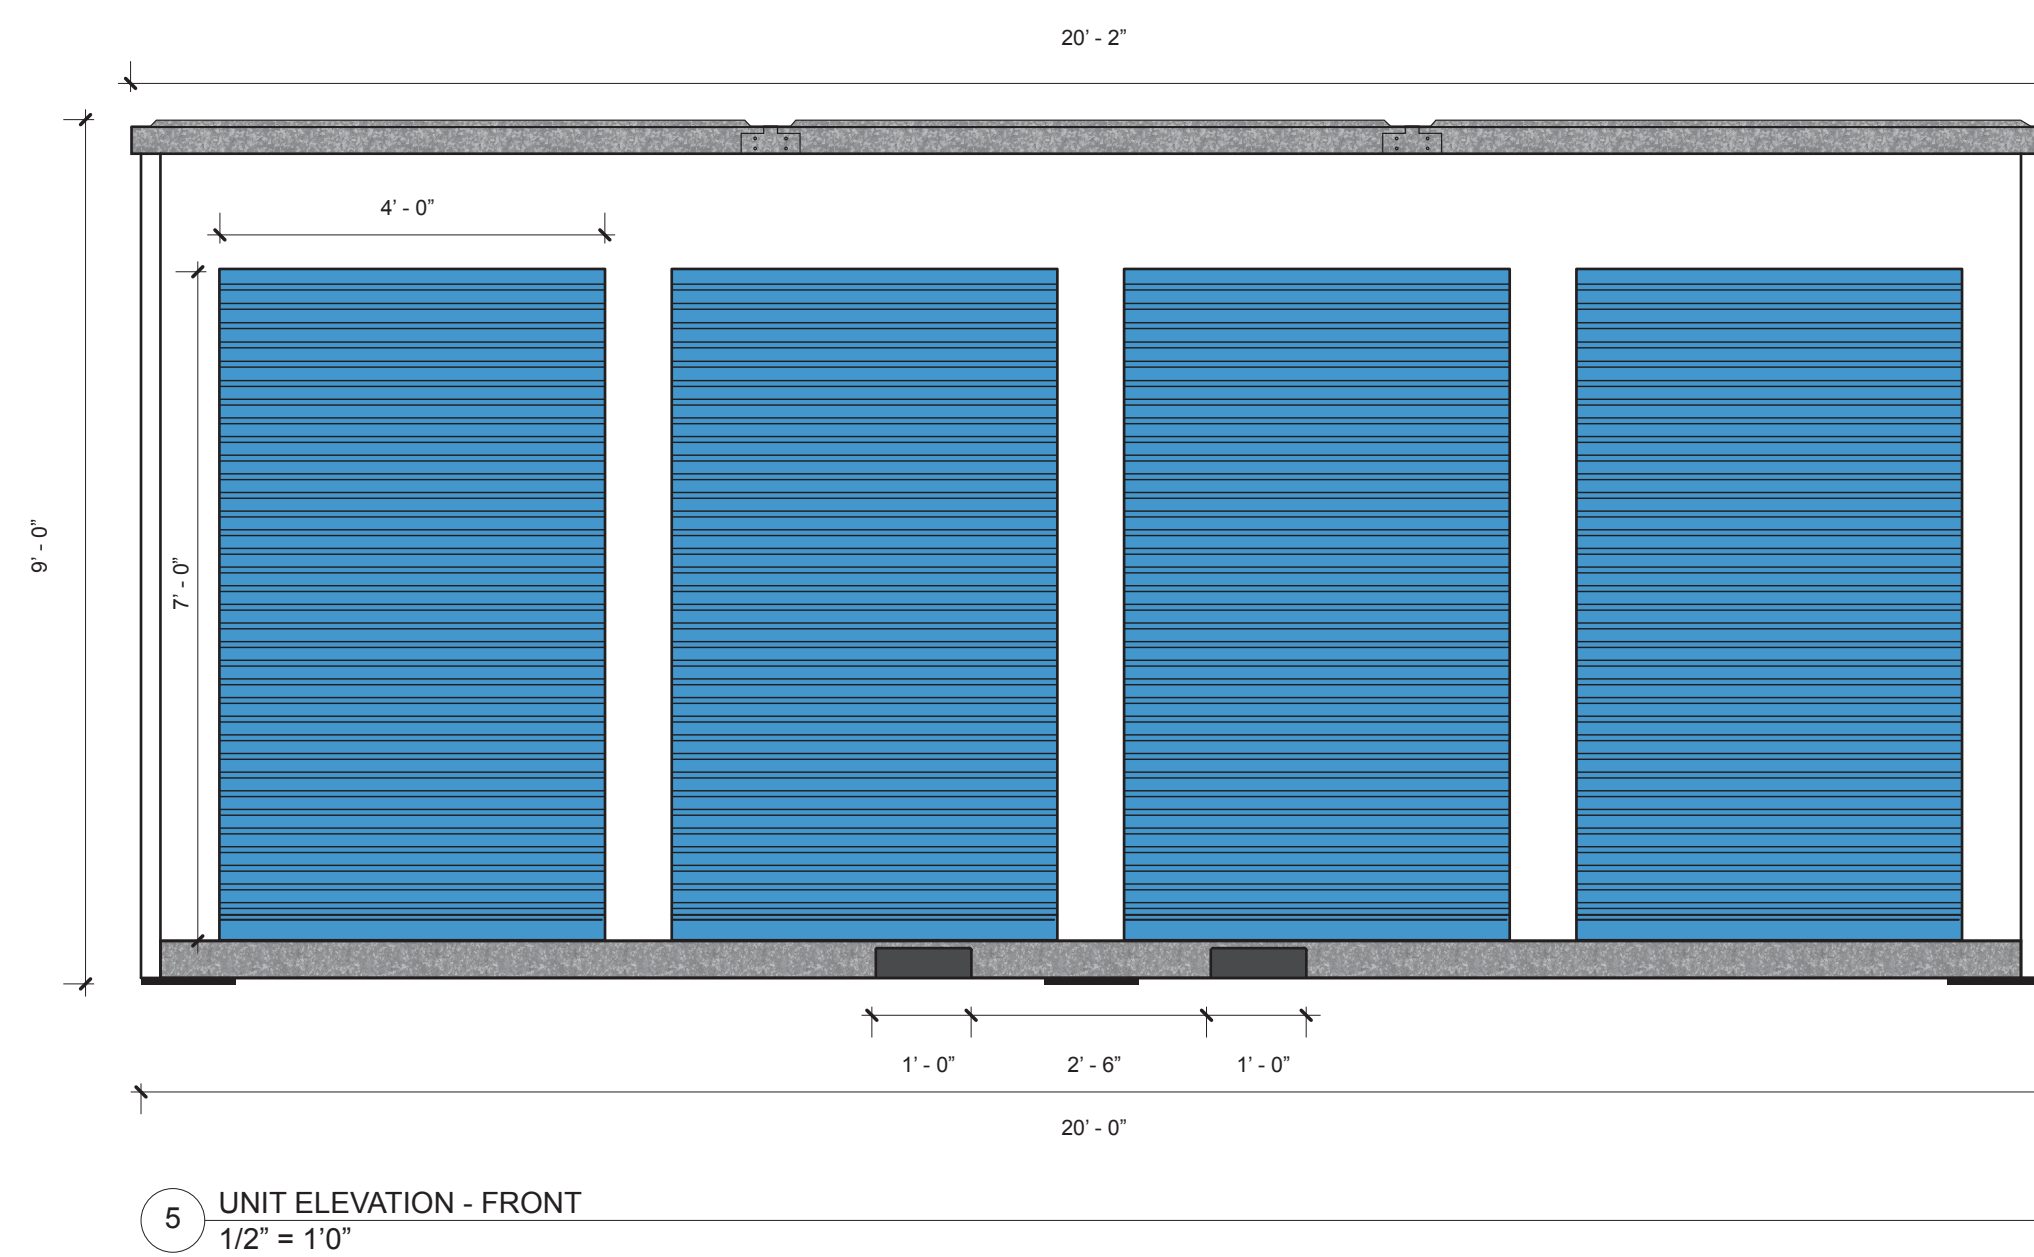 20’ - 2”
4’ - 0”
9’ - 0”
7’ - 0”
1’ - 0”
2’ - 6”
1’ - 0”
20’ - 0”
5
UNIT ELEVATION - FRONT
1/2” = 1’0”